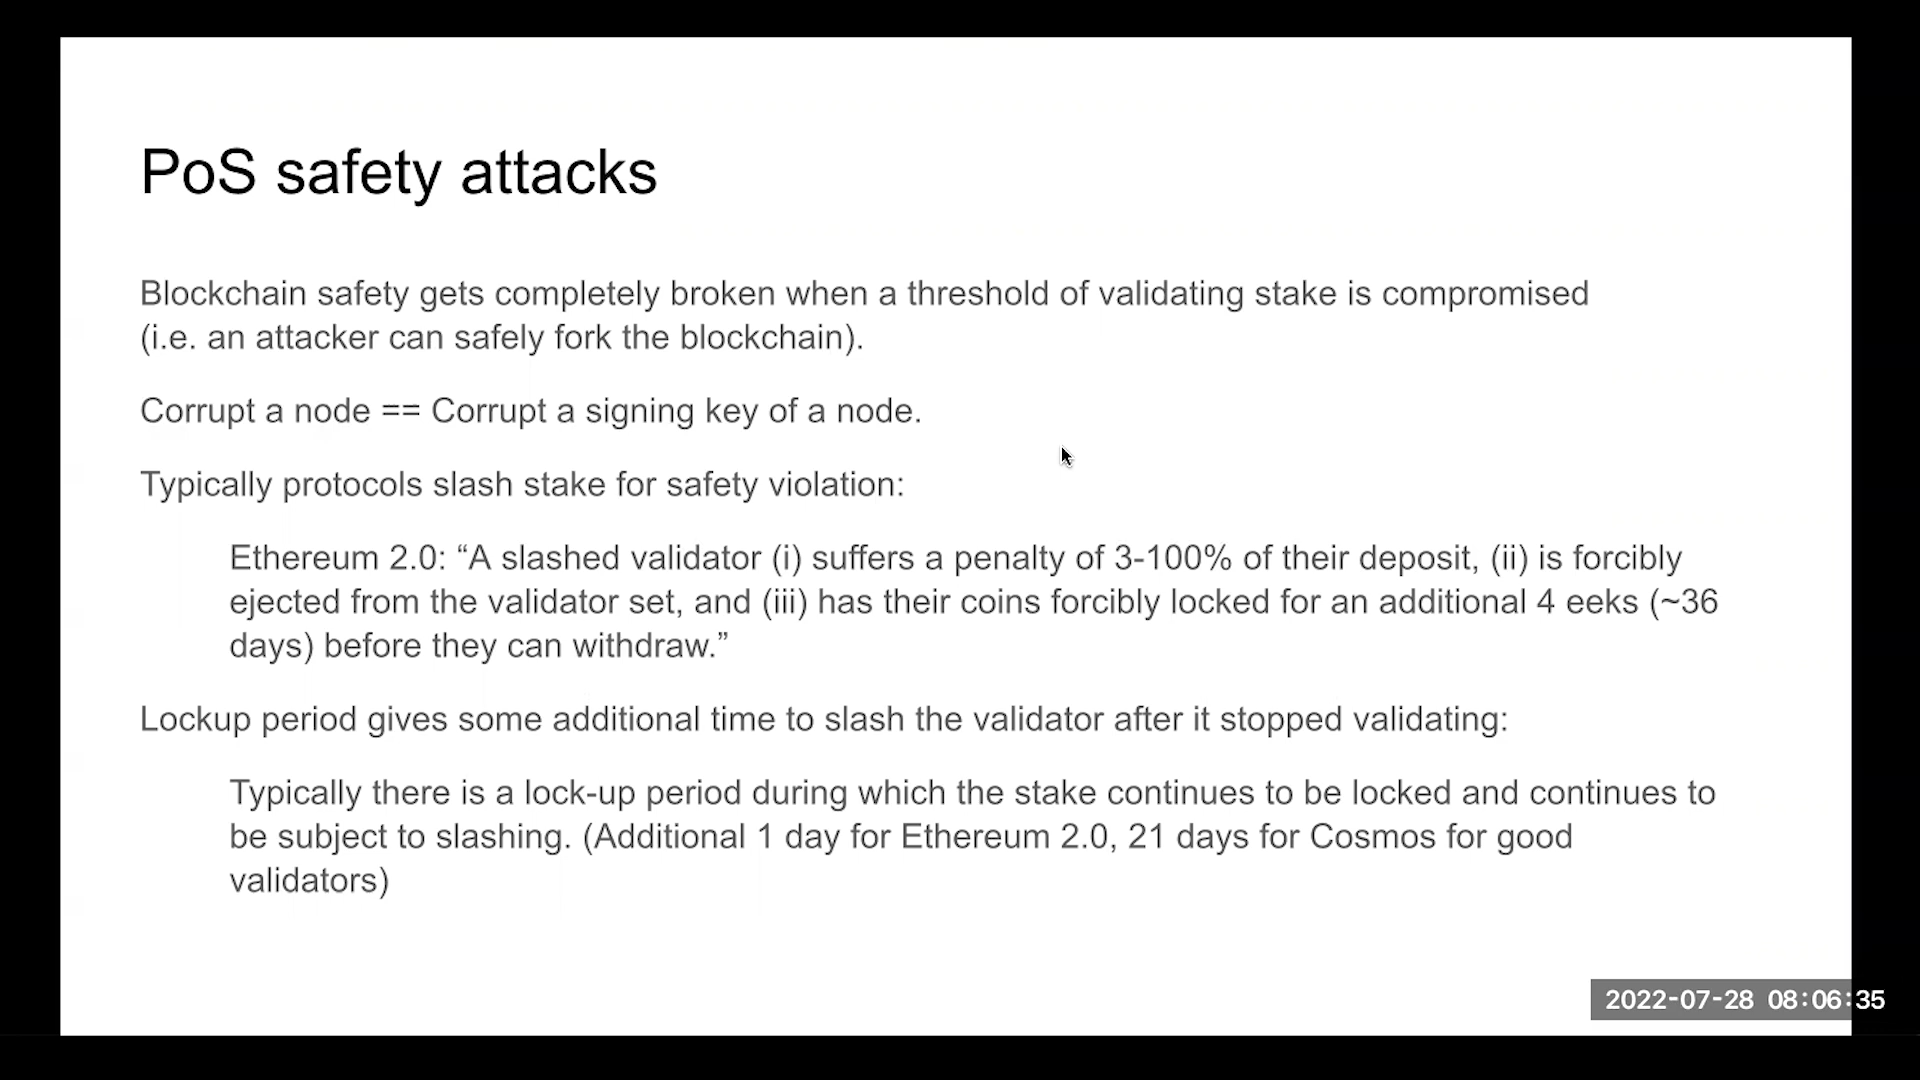 PoS safety attacks
Blockchain safety gets completely broken when a threshold of validating stake is compromised
(i.e. an attacker can safely fork the blockchain).
Corrupt a node == Corrupt a signing key of a node.
Typically protocols slash stake for safety violation:
Ethereum 2.0: “A slashed validator (i) suffers a penalty of 3-100% of their deposit, (ii) is forcibly
ejected from the validator set, and (iii) has their coins forcibly locked for an additional 4 eeks (~36
days) before they can withdraw.”
Lockup period gives some additional time to slash the validator after it stopped validating:
Typically there is a lock-up period during which the stake continues to be locked and continues to
be subject to slashing. (Additional 1 day for Ethereum 2.0, 21 days for Cosmos for good
validators)
2022-07-28 08:06:35